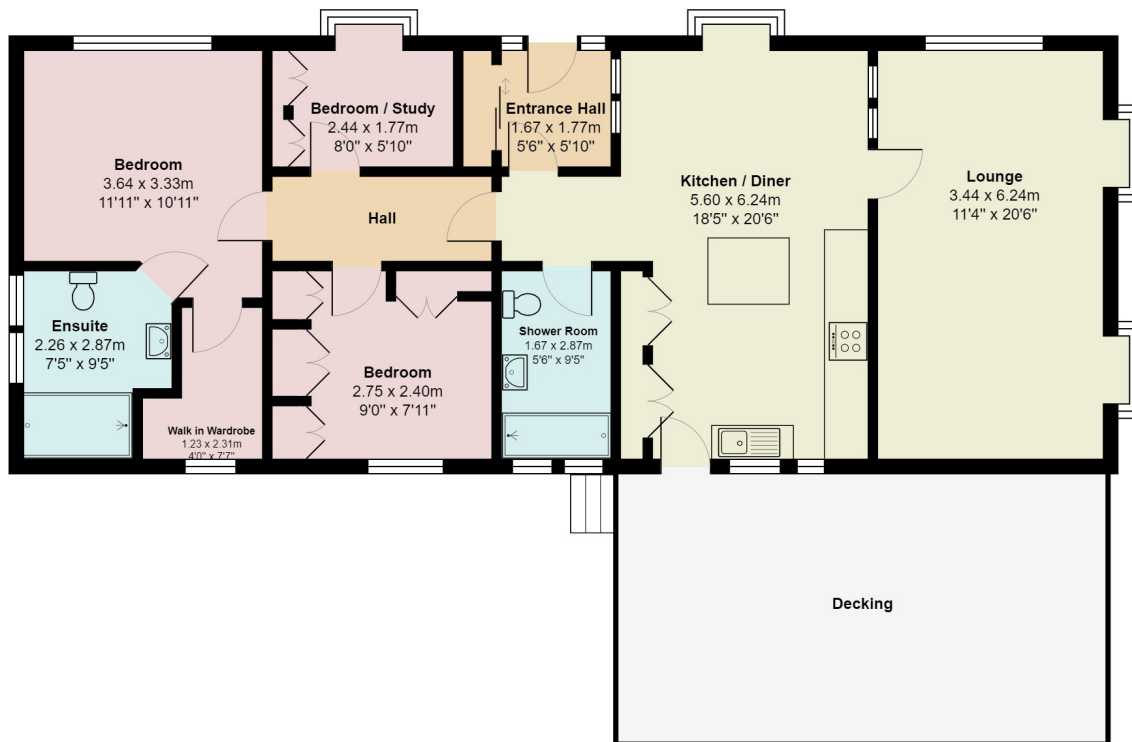 Bedroom
3.64 x 3.33m
11'11" x 10'11"
Bedroom / Study
2.44 x 1.77m
8'0" x 5'10"
Entrance Hall
1.67 x 1.77m
5'6" x 5'10"
Kitchen / Diner
5.60 x 6.24m
18'5" x 20'6"
Lounge
3.44 x 6.24m
11'4" x 20'6"
Hall
Ensuite
2.26 x 2.87m
7'5" x 9'5"
Walk in Wardrobe
1.23 x 2.31m
4'0" x 7'7"
Bedroom
2.75 x 2.40m
9'0" x 7'11"
Shower Room
1.67 x 2.87m
5'6" x 9'5"
Decking